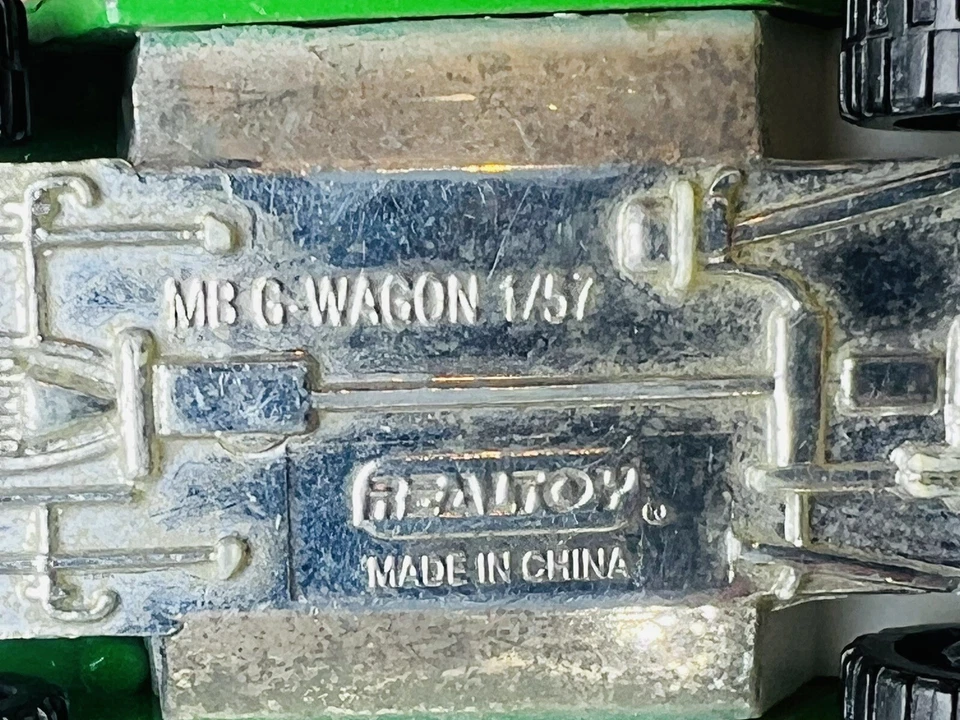 MB G-WAGON 1/57
REALTOY®
MADE IN CHINA